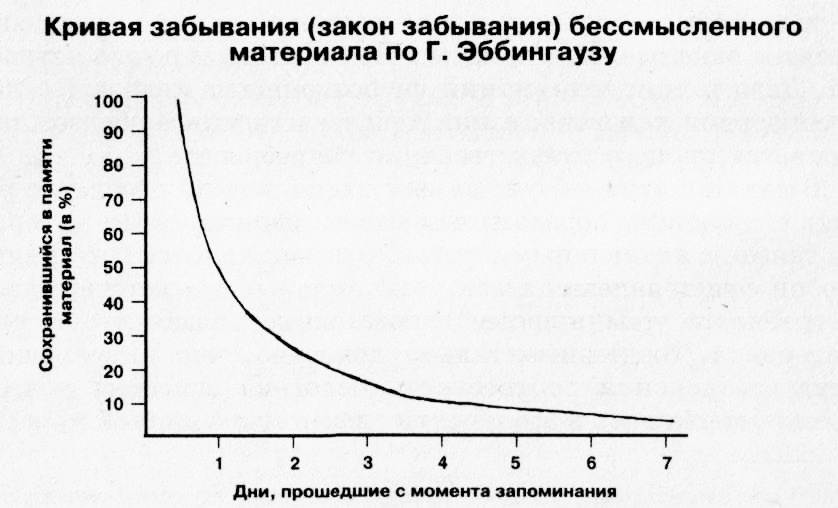 Кривая забывания (закон забывания) бессмысленного
материала по Г. Эббингаузу
Сохранившийся в памяти
материал (в %)
100
90
80
70
60
50
40
30
20
10
1 2 3 4 5 6 7
Дни, прошедшие с момента запоминания